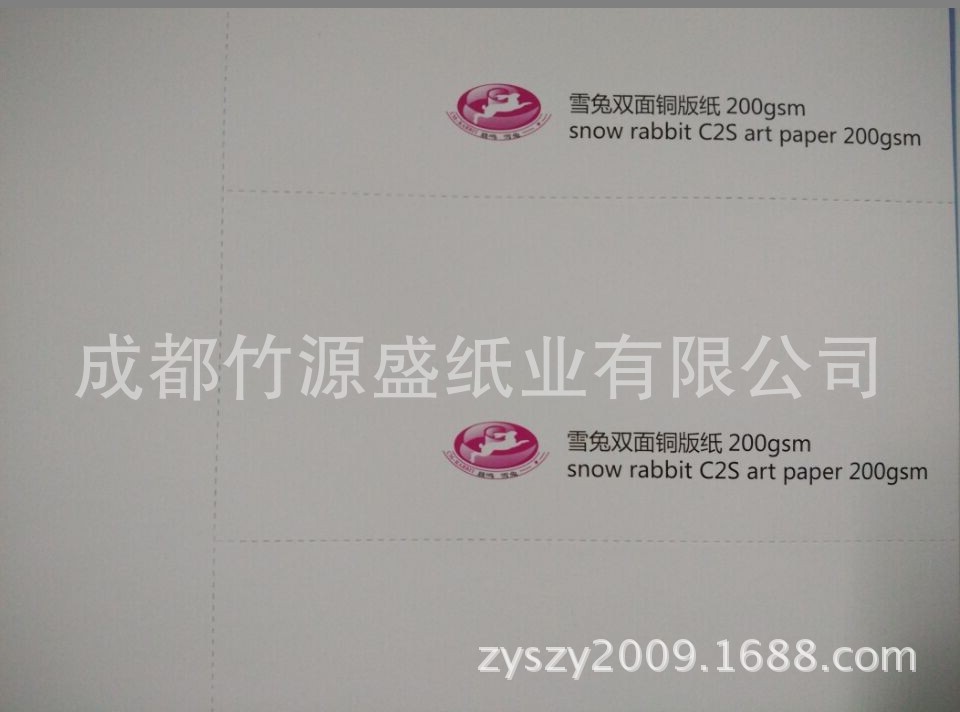 雪兔双面铜版纸 200gsm
snow rabbit C2S art paper 200gsm
成都竹源盛纸业有限公司
雪兔双面铜版纸 200gsm
snow rabbit C2S art paper 200gsm
zyszy2009.1688.com